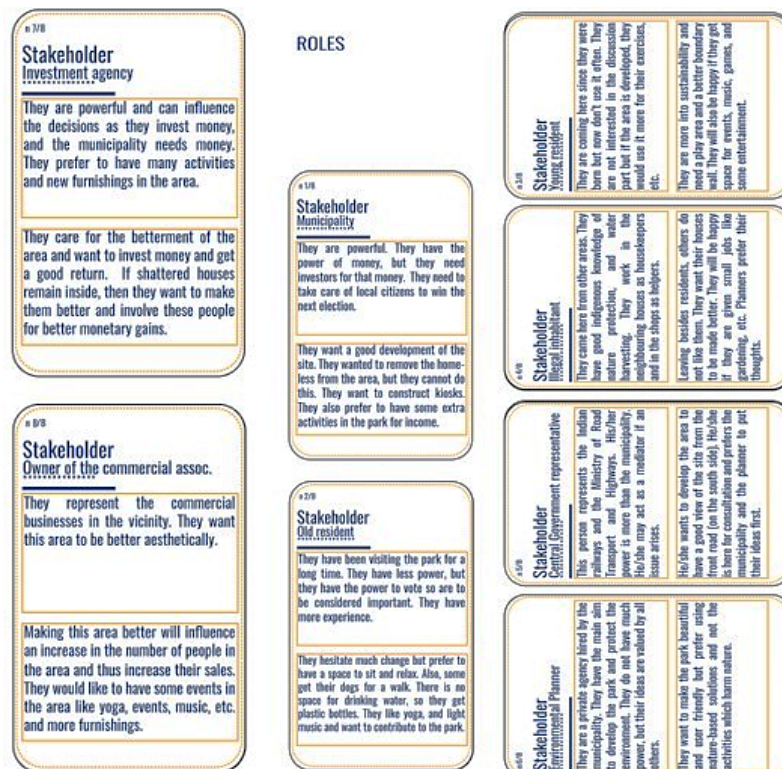 n 7/8
Stakeholder
Investment agency
They are powerful and can influence
the decisions as they invest money,
and the municipality needs money.
They prefer to have many activities
and new furnishings in the area.
They care for the betterment of the
area and want to invest money and get
a good return. If shattered houses
remain inside, then they want to make
them better and involve these people
for better monetary gains.
n 8/8
Stakeholder
Owner of the commercial assoc.
They represent the commercial
businesses in the vicinity. They want
this area to be better aesthetically.
Making this area better will influence
an increase in the number of people in
the area and thus increase their sales.
They would like to have some events in
the area like yoga, events, music, etc.
and more furnishings.
ROLES
n 1/8
Stakeholder
Municipality
They are powerful. They have the
power of money, but they need
investors for that money. They need to
take care of local citizens to win the
next election.
They want a good development of the
site. They wanted to remove the home-
less from the area, but they cannot do
this. They want to construct kiosks.
They also prefer to have some extra
activities in the park for income.
n 2/8
Stakeholder
Old resident
They have been visiting the park for a
long time. They have less power, but
they have the power to vote so are to
be considered important. They have
more experience.
They hesitate much change but prefer to
have a space to sit and relax. Also, some
get their dogs for a walk. There is no
space for drinking water, so they get
plastic bottles. They like yoga, and light
music and want to contribute to the park.
n 3/8
Stakeholder
Young resident
They are coming here since they were
born but now don't use it often. They
are not interested in the discussion
part but if the area is developed, they
would use it more for their exercises,
etc.
They are more into sustainability and
need a play area and a better boundary
wall. They will also be happy if they get
space for events, music, games, and
some entertainment.
n 4/8
Stakeholder
Illegal inhabitant
They came here from other areas. They
have good indigenous knowledge of
nature protection, and water
harvesting. They work in the
neighbouring houses as housekeepers
and in the shops as helpers.
Leaving besides residents, others do
not like them. They want their houses
to be made better. They will be happy
if they are given small jobs like
gardening, etc. Planners prefer their
thoughts.
n 5/8
Stakeholder
Central Government representative
This person represents the Indian
railways and the Ministry of Road
Transport and Highways. His/her
power is more than the municipality.
He/she may act as a mediator if an
issue arises.
He/she wants to develop the area to
have a good view of the site from the
front road (on the south side). He/she
is here for consultation and prefers the
municipality and the planner to put
their ideas first.
n 6/8
Stakeholder
Environmental Planner
They are a private agency hired by the
municipality. They have the main aim
to develop the park and protect the
environment. They do not have much
power, but their ideas are valued by all
others.
They want to make the park beautiful
and user friendly but prefer using
nature-based solutions and not the
activities which harm nature.